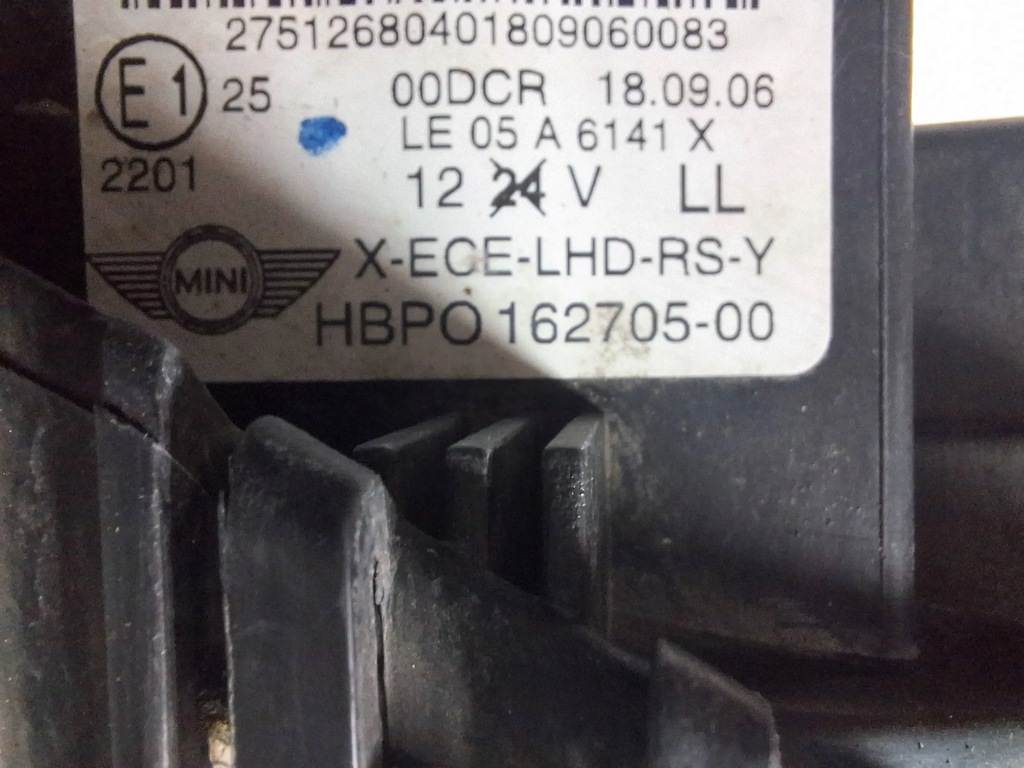 27512680401809060083
E1 25 00DCR 18.09.06
LE 05 A 6141 X
2201 12 24 V LL
MINI X-ECE-LHD-RS-Y
HBPO 162705-00